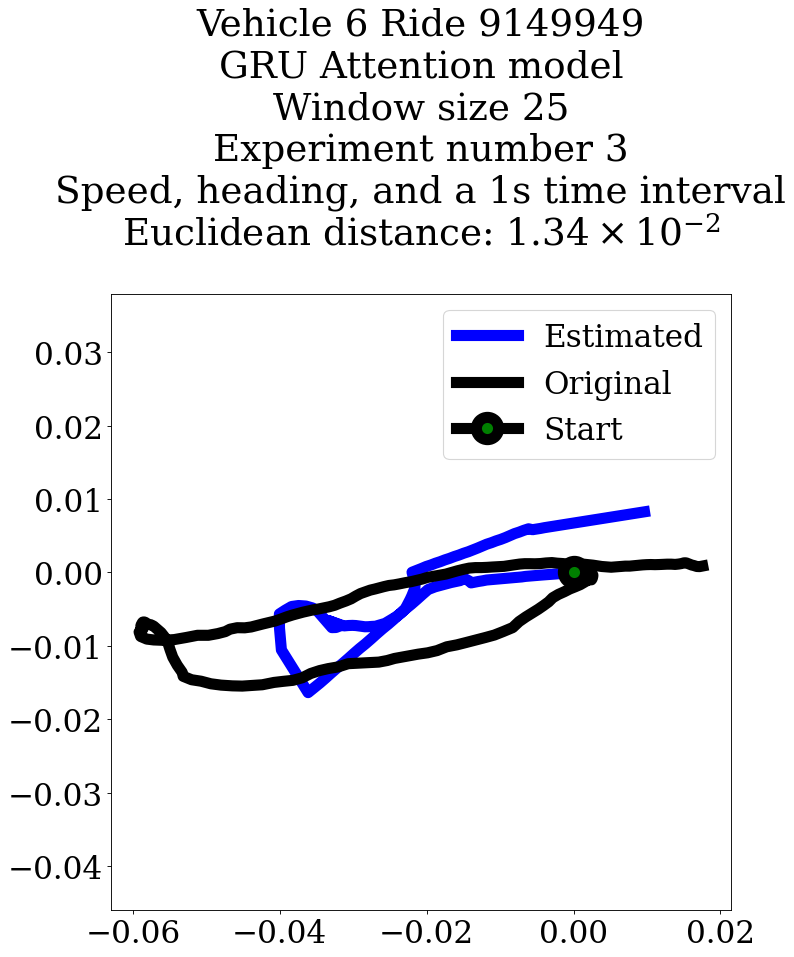 Vehicle 6 Ride 9149949
GRU Attention model
Window size 25
Experiment number 3
Speed, heading, and a 1s time interval
Euclidean distance: 1.34 × 10⁻²
Estimated
Original
Start
0.03
0.02
0.01
0.00
−0.01
−0.02
−0.03
−0.04
−0.06 −0.04 −0.02 0.00 0.02